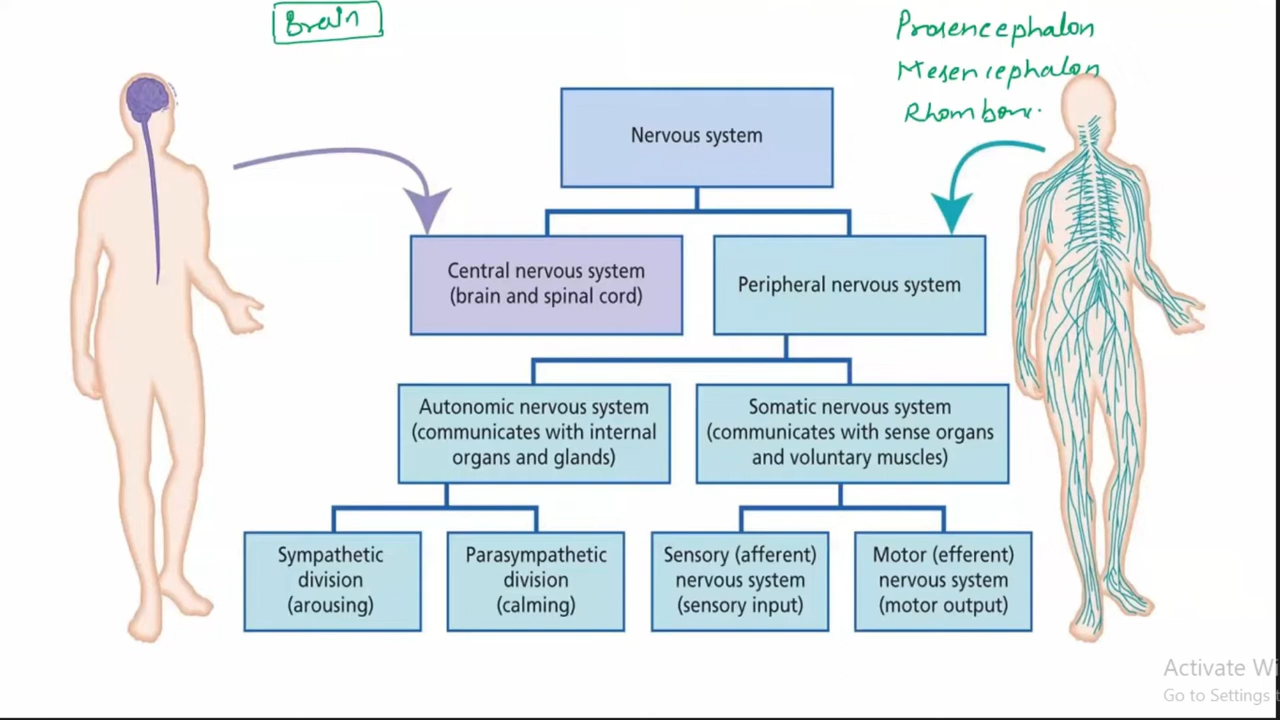 Brain
Prosencephalon
Mesencephalon
Rhombon.
Nervous system
Central nervous system
(brain and spinal cord)
Peripheral nervous system
Autonomic nervous system
(communicates with internal
organs and glands)
Somatic nervous system
(communicates with sense organs
and voluntary muscles)
Sympathetic
division
(arousing)
Parasympathetic
division
(calming)
Sensory (afferent)
nervous system
(sensory input)
Motor (efferent)
nervous system
(motor output)
Activate Wi
Go to Settings t